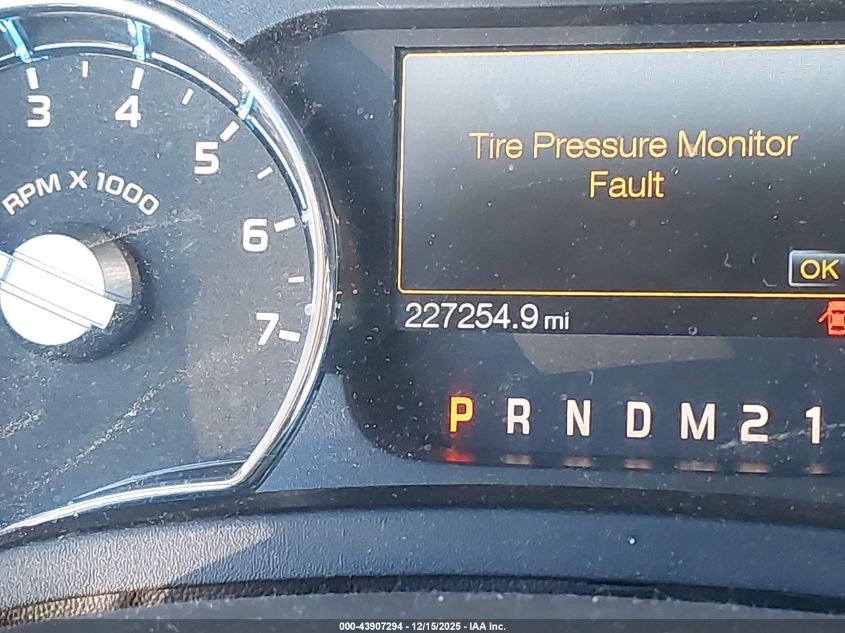 3
4
5
6
7
RPM X 1000
Tire Pressure Monitor
Fault
OK
227254.9 mi
P R N D M 2 1
000-43907294 - 12/15/2025 - IAA Inc.